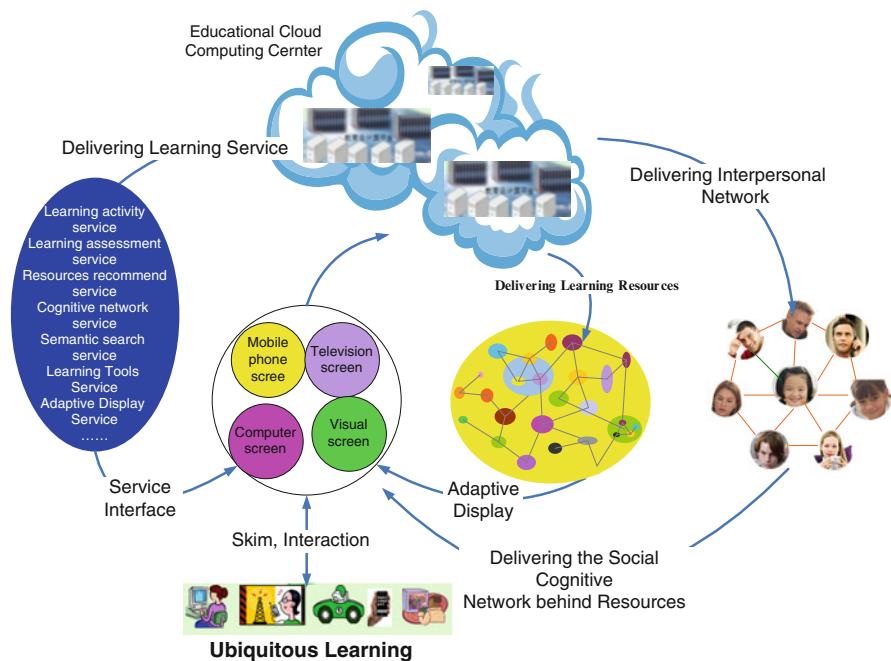 Educational Cloud
Computing Cernter
Delivering Learning Service
Delivering Interpersonal
Network
Learning activity
service
Learning assessment
service
Resources recommend
service
Cognitive network
service
Semantic search
service
Learning Tools
Service
Adaptive Display
Service
......
Delivering Learning Resources
Mobile
phone
scree
Television
screen
Computer
screen
Visual
screen
Service
Interface
Adaptive
Display
Skim, Interaction
Delivering the Social
Cognitive
Network behind Resources
Ubiquitous Learning